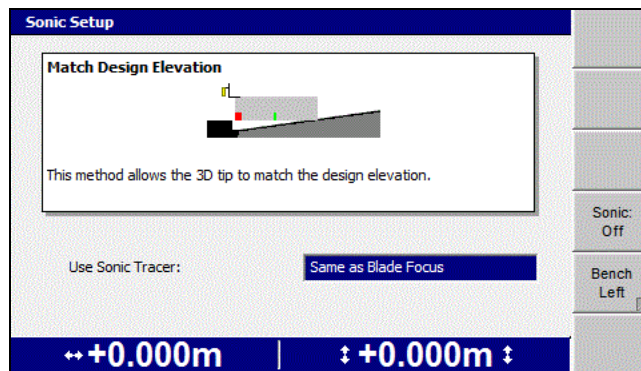 Sonic Setup
Match Design Elevation
This method allows the 3D tip to match the design elevation.
Use Sonic Tracer:
Same as Blade Focus
Sonic:
Off
Bench
Left
↔+0.000m
↕+0.000m↕